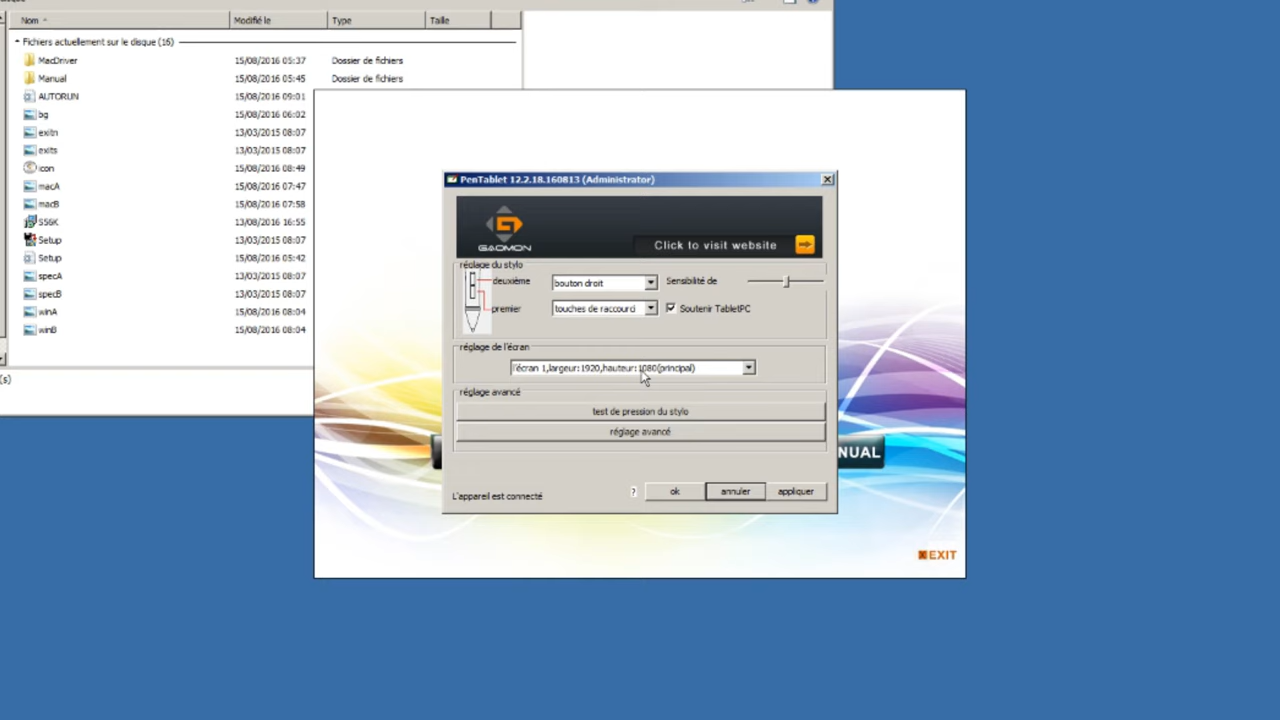 Nom Modifié le Type Taille
Fichiers actuellement sur le disque (16)
MacDriver 15/08/2016 05:37 Dossier de fichiers
Manual 15/08/2016 05:45 Dossier de fichiers
AUTORUN 15/08/2016 09:01
bg 15/08/2016 06:02
exitn 13/03/2015 08:07
exits 13/03/2015 08:07
icon 15/08/2016 08:49
macA 15/08/2016 07:47
macB 15/08/2016 07:58
S56K 13/08/2016 16:55
Setup 13/03/2015 08:07
Setup 15/08/2016 05:42
specA 13/03/2015 08:07
specB 13/03/2015 08:07
winA 15/08/2016 08:04
winB 15/08/2016 08:04
(s)
PenTablet 12.2.18.160813 (Administrator)
GAOMON
Click to visit website
réglage du stylo
deuxième bouton droit Sensibilité de
premier touches de raccourci Soutenir TabletPC
réglage de l'écran
l'écran 1,largeur:1920,hauteur:1080(principal)
réglage avancé
test de pression du stylo
réglage avancé
NUAL
L'appareil est connecté ? ok annuler appliquer
EXIT